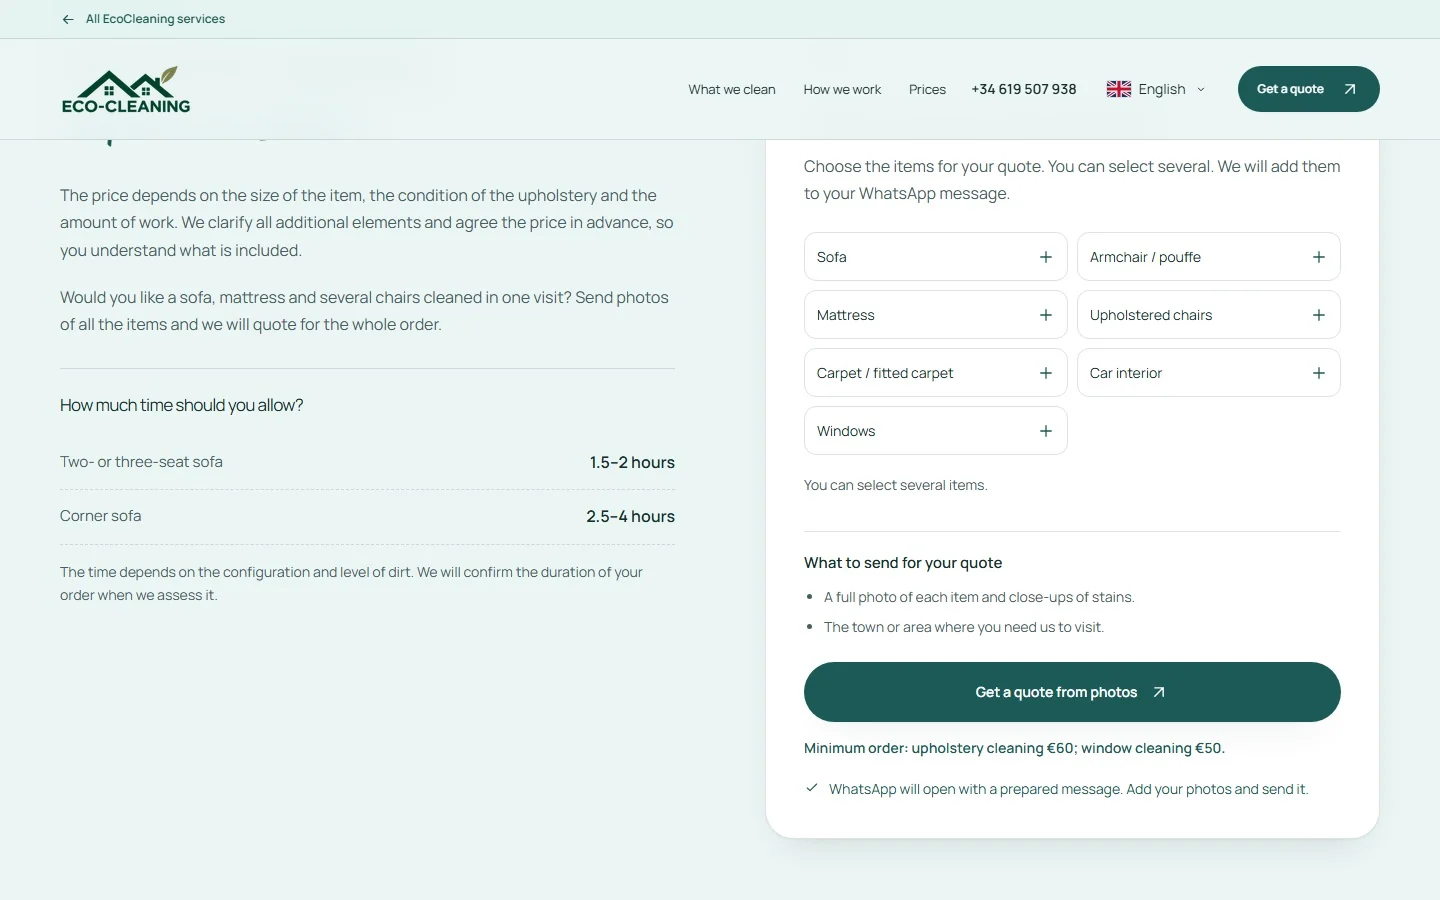 All EcoCleaning services
ECO-CLEANING
What we clean
How we work
Prices
+34 619 507 938
English
Get a quote
The price depends on the size of the item, the condition of the upholstery and the
amount of work. We clarify all additional elements and agree the price in advance, so
you understand what is included.
Would you like a sofa, mattress and several chairs cleaned in one visit? Send photos
of all the items and we will quote for the whole order.
How much time should you allow?
Two- or three-seat sofa
1.5–2 hours
Corner sofa
2.5–4 hours
The time depends on the configuration and level of dirt. We will confirm the duration of your
order when we assess it.
Choose the items for your quote. You can select several. We will add them
to your WhatsApp message.
Sofa
Armchair / pouffe
Mattress
Upholstered chairs
Carpet / fitted carpet
Car interior
Windows
You can select several items.
What to send for your quote
A full photo of each item and close-ups of stains.
The town or area where you need us to visit.
Get a quote from photos
Minimum order: upholstery cleaning €60; window cleaning €50.
WhatsApp will open with a prepared message. Add your photos and send it.